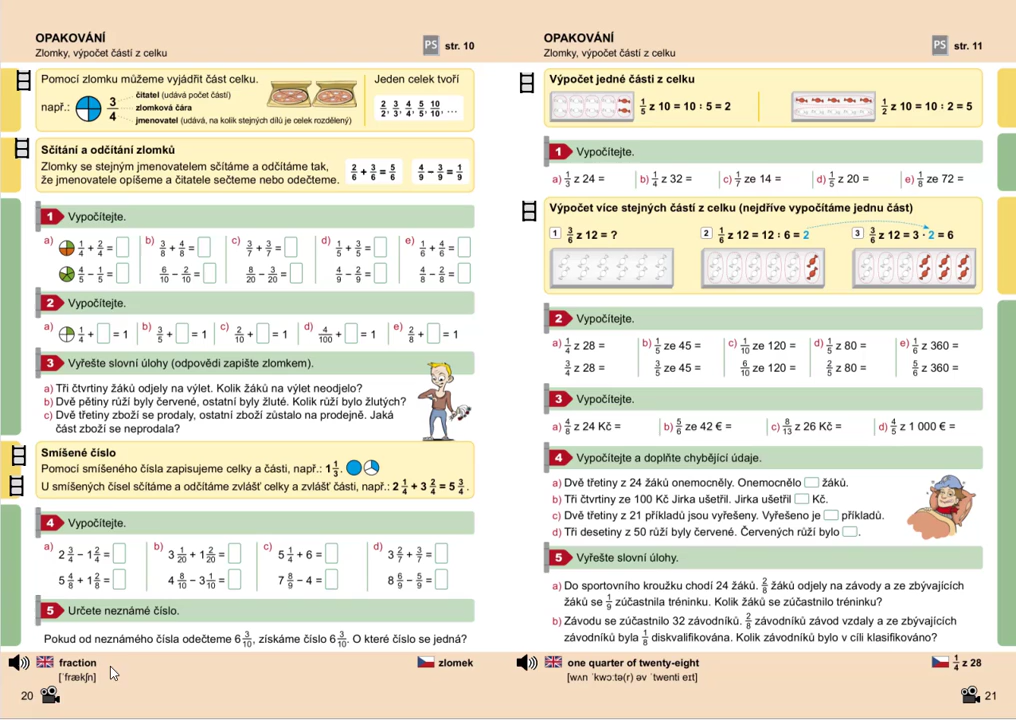 OPAKOVÁNÍ
Zlomky, výpočet částí z celku
PS str. 10
Pomocí zlomku můžeme vyjádřit část celku.
např.: 3/4
čitatel (udává počet částí)
zlomková čára
jmenovatel (udává, na kolik stejných dílů je celek rozdělený)
Jeden celek tvoří
2/2, 3/3, 4/4, 5/5, 10/10, ...
Sčítání a odčítání zlomků
Zlomky se stejným jmenovatelem sčítáme a odčítáme tak,
že jmenovatele opíšeme a čitatele sečteme nebo odečteme.
2/6 + 3/6 = 5/6
4/9 − 3/9 = 1/9
1 Vypočítejte.
a) 1/4 + 2/4 = b) 3/8 + 4/8 = c) 3/7 + 3/7 = d) 1/5 + 3/5 = e) 1/6 + 4/6 =
4/5 − 1/5 = 6/10 − 2/10 = 8/20 − 3/20 = 4/9 − 2/9 = 4/8 − 2/8 =
2 Vypočítejte.
a) 1/4 + = 1 b) 3/5 + = 1 c) 2/10 + = 1 d) 4/100 + = 1 e) 2/8 + = 1
3 Vyřešte slovní úlohy (odpovědi zapište zlomkem).
a) Tři čtvrtiny žáků odjely na výlet. Kolik žáků na výlet neodjelo?
b) Dvě pětiny růží byly červené, ostatní byly žluté. Kolik růží bylo žlutých?
c) Dvě třetiny zboží se prodaly, ostatní zboží zůstalo na prodejně. Jaká
část zboží se neprodala?
Smíšené číslo
Pomocí smíšeného čísla zapisujeme celky a části, např.: 1 1/3.
U smíšených čísel sčítáme a odčítáme zvlášť celky a zvlášť části, např.: 2 1/4 + 3 2/4 = 5 3/4.
4 Vypočítejte.
a) 2 3/4 − 1 2/4 = b) 3 1/20 + 1 2/20 = c) 5 1/4 + 6 = d) 3 2/7 + 3/7 =
5 4/8 + 1 2/8 = 4 8/10 − 3 1/10 = 7 8/9 − 4 = 8 6/9 − 5/9 =
5 Určete neznámé číslo.
Pokud od neznámého čísla odečteme 6 3/10, získáme číslo 6 3/10. O které číslo se jedná?
fraction
[ˈfrækʃn]
zlomek
20
OPAKOVÁNÍ
Zlomky, výpočet částí z celku
PS str. 11
Výpočet jedné části z celku
1/5 z 10 = 10 : 5 = 2
1/2 z 10 = 10 : 2 = 5
1 Vypočítejte.
a) 1/3 z 24 = b) 1/4 z 32 = c) 1/7 ze 14 = d) 1/5 z 20 = e) 1/8 ze 72 =
Výpočet více stejných částí z celku (nejdříve vypočítáme jednu část)
1 3/6 z 12 = ? 2 1/6 z 12 = 12 : 6 = 2 3 3/6 z 12 = 3 · 2 = 6
2 Vypočítejte.
a) 1/4 z 28 = b) 1/5 ze 45 = c) 1/10 ze 120 = d) 1/5 z 80 = e) 1/6 z 360 =
3/4 z 28 = 3/5 ze 45 = 6/10 ze 120 = 2/5 z 80 = 5/6 z 360 =
3 Vypočítejte.
a) 4/8 z 24 Kč = b) 5/6 ze 42 € = c) 8/13 z 26 Kč = d) 4/5 z 1 000 € =
4 Vypočítejte a doplňte chybějící údaje.
a) Dvě třetiny z 24 žáků onemocněly. Onemocnělo žáků.
b) Tři čtvrtiny ze 100 Kč Jirka ušetřil. Jirka ušetřil Kč.
c) Dvě třetiny z 21 příkladů jsou vyřešeny. Vyřešeno je příkladů.
d) Tři desetiny z 50 růží byly červené. Červených růží bylo .
5 Vyřešte slovní úlohy.
a) Do sportovního kroužku chodí 24 žáků. 2/8 žáků odjely na závody a ze zbývajících
žáků se 1/9 zúčastnila tréninku. Kolik žáků se zúčastnilo tréninku?
b) Závodu se zúčastnilo 32 závodníků. 2/8 závodníků závod vzdaly a ze zbývajících
závodníků byla 1/8 diskvalifikována. Kolik závodníků bylo v cíli klasifikováno?
one quarter of twenty-eight
[wʌn ˈkwɔːtə(r) əv ˈtwenti eɪt]
1/4 z 28
21